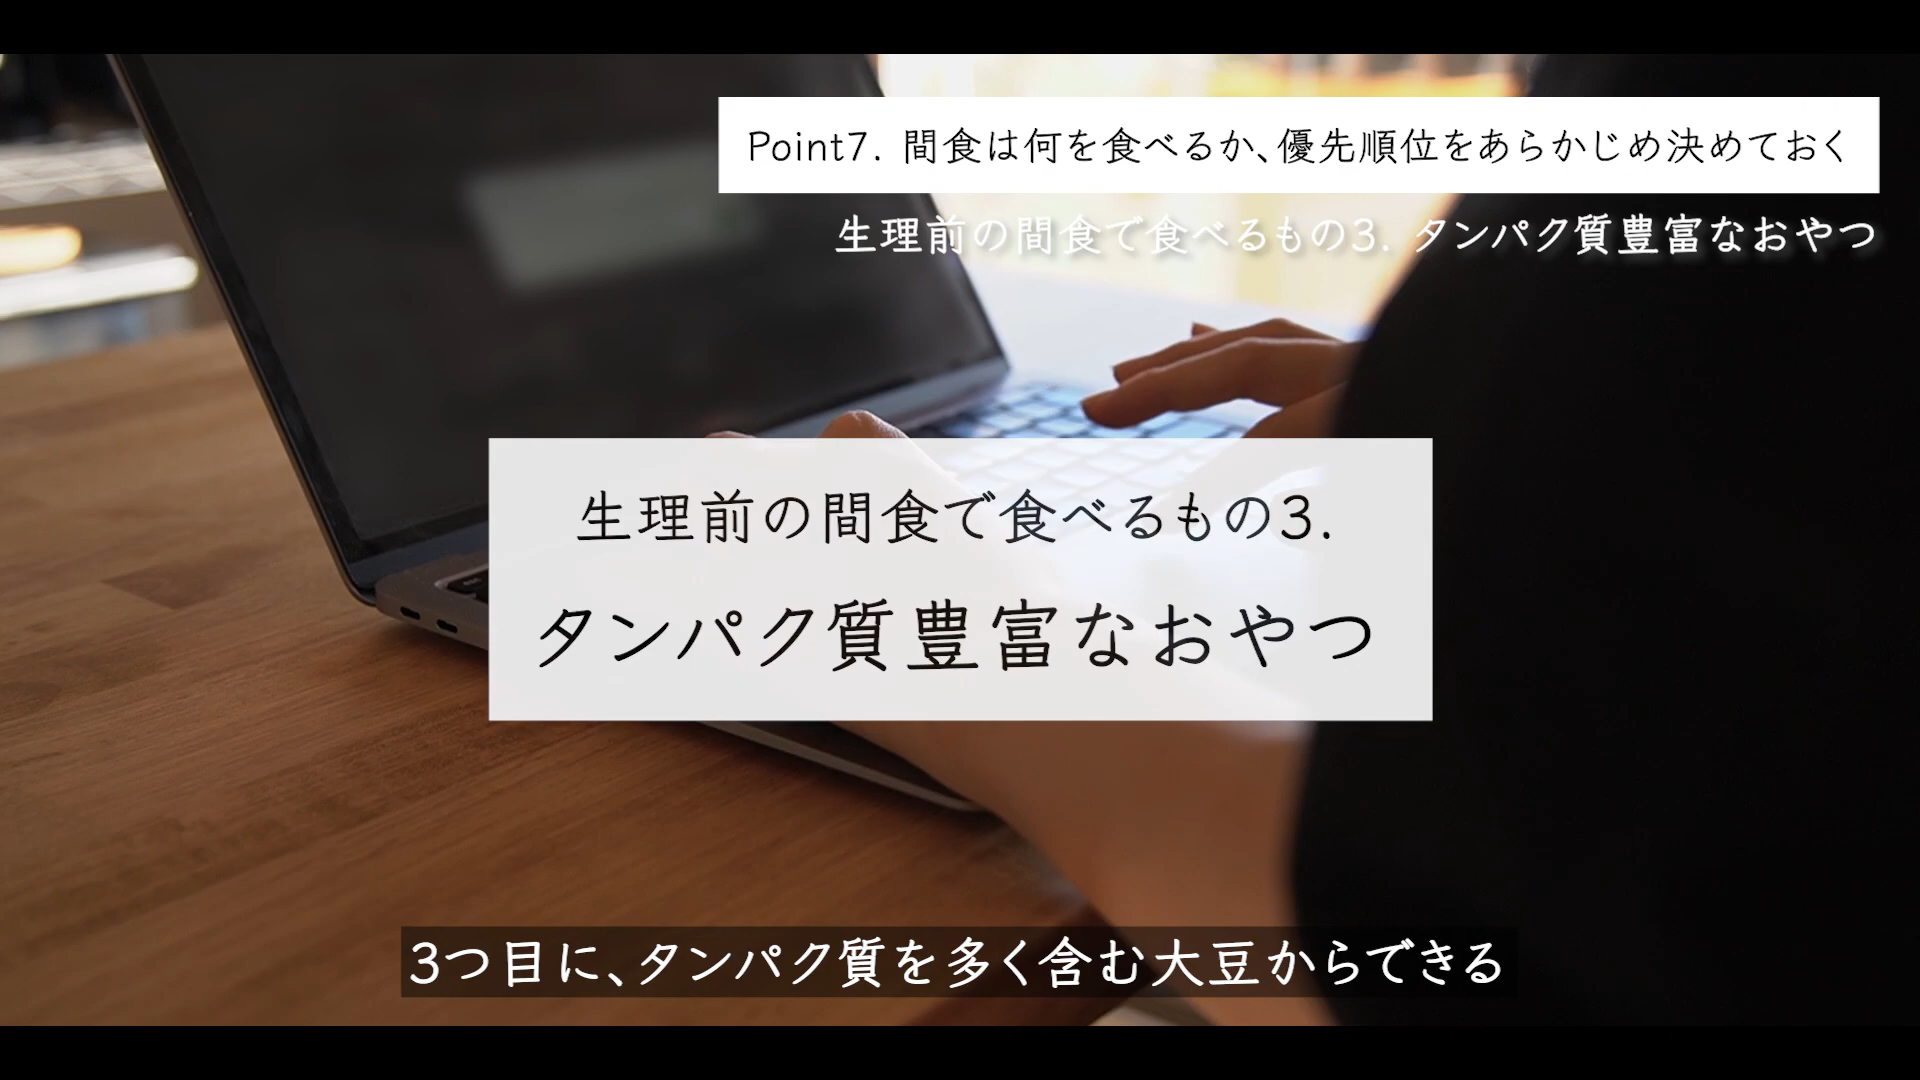 Point7. 間食は何を食べるか、優先順位をあらかじめ決めておく
生理前の間食で食べるもの3. タンパク質豊富なおやつ
生理前の間食で食べるもの3.
タンパク質豊富なおやつ
3つ目に、タンパク質を多く含む大豆からできる